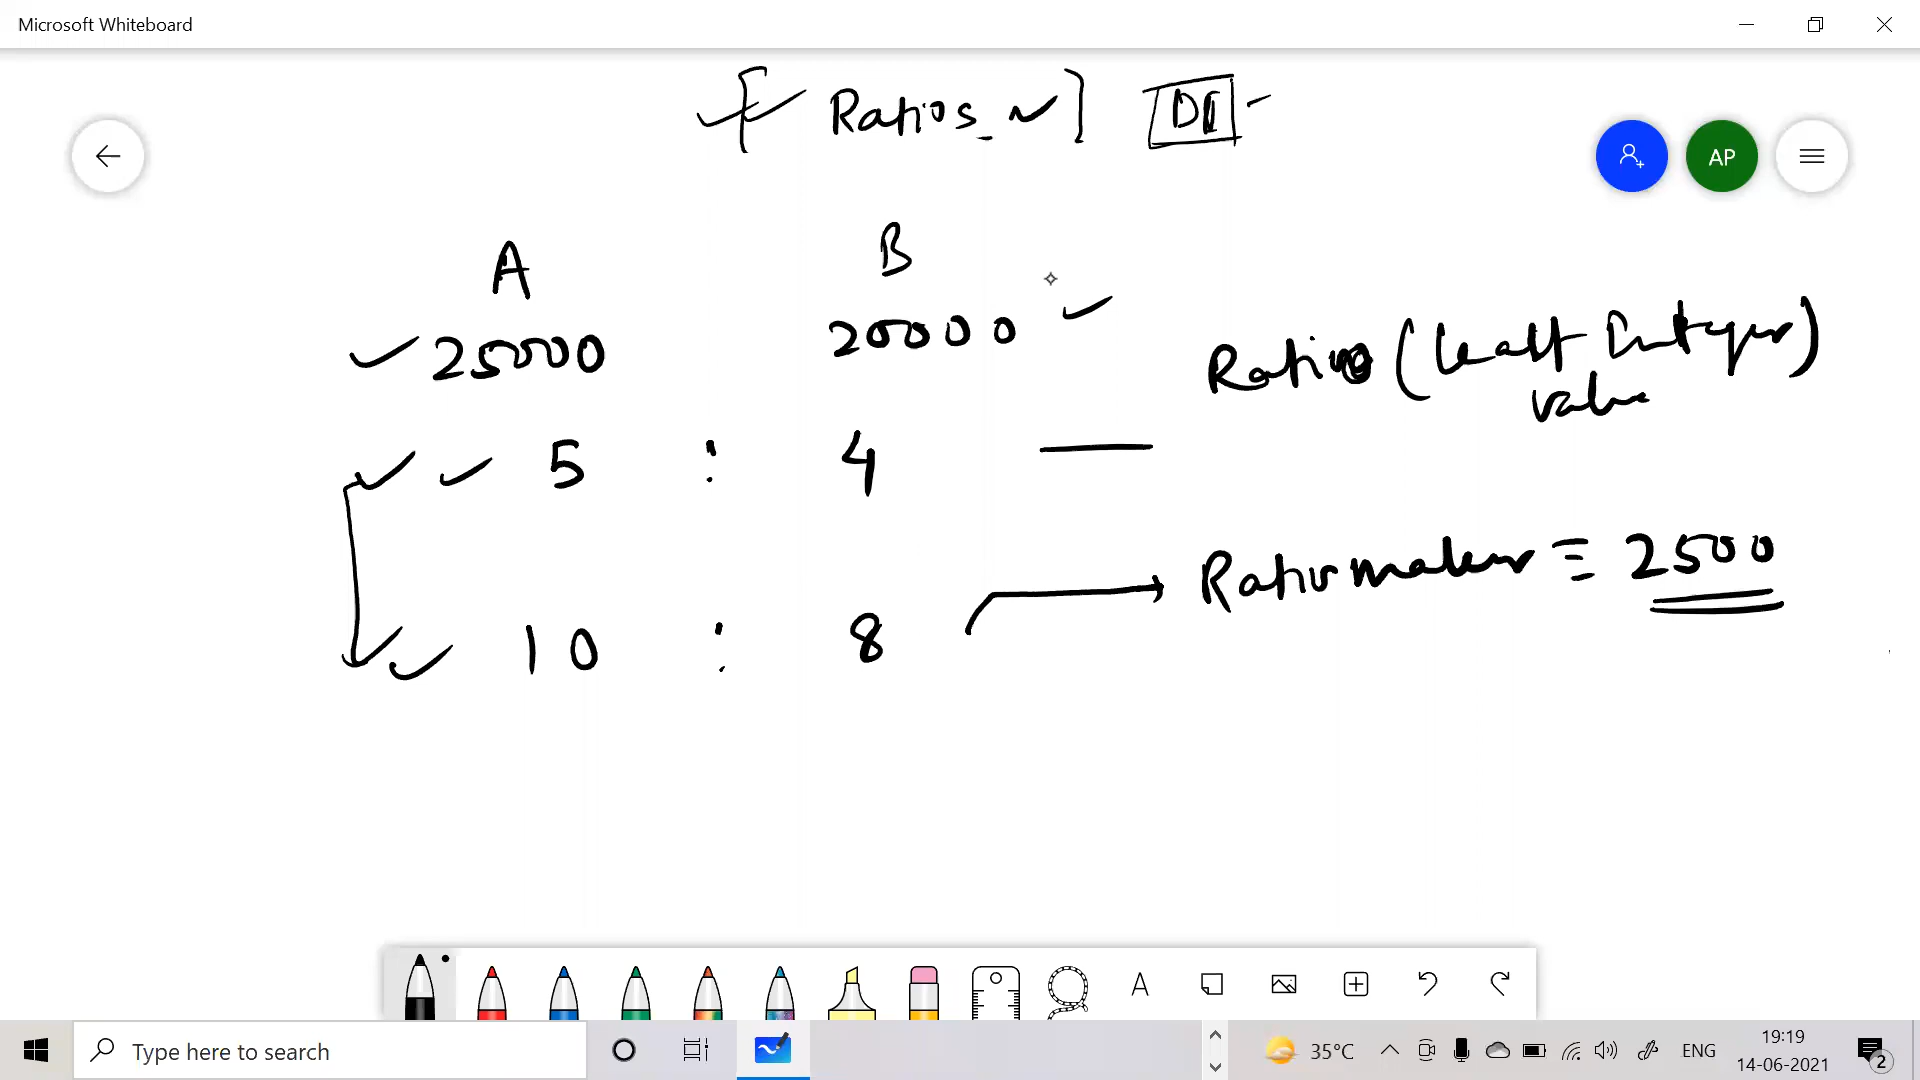 Microsoft Whiteboard
[ Ratios ] DI
AP
A B
25000 20000
Ratio (Least Integer)
value
5 : 4
Ratio maker = 2500
10 : 8
A
Type here to search
35°C ENG 19:19
14-06-2021
2